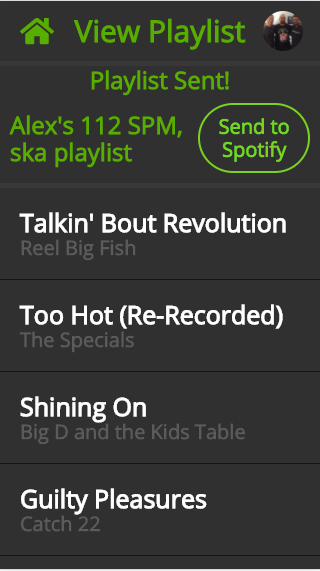 View Playlist
Playlist Sent!
Alex's 112 SPM,
ska playlist
Send to
Spotify
Talkin' Bout Revolution
Reel Big Fish
Too Hot (Re-Recorded)
The Specials
Shining On
Big D and the Kids Table
Guilty Pleasures
Catch 22